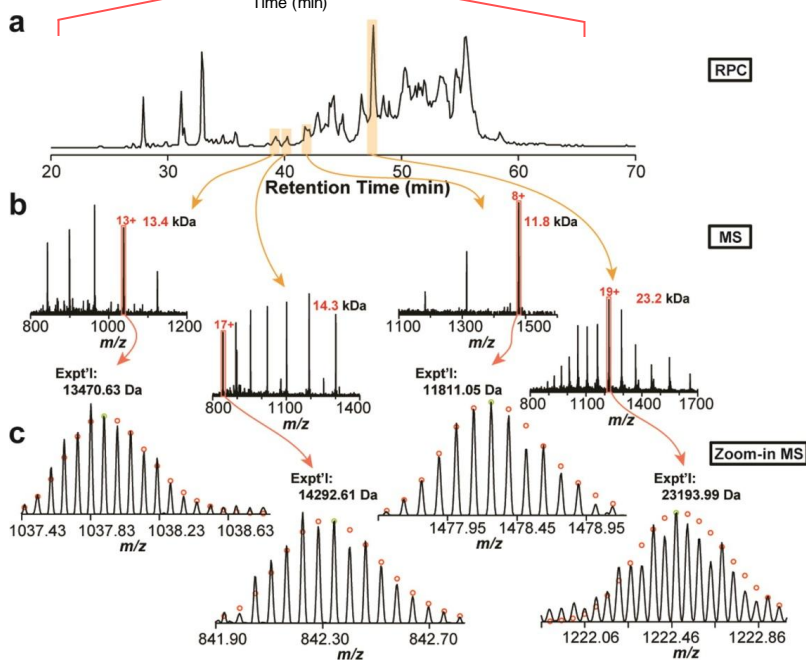 Time (min)
a
RPC
20 30 40 50 60 70
Retention Time (min)
b
MS
13+ 13.4 kDa
800 1000 1200
m/z
17+ 14.3 kDa
800 1100 1400
m/z
8+
11.8 kDa
1100 1300 1500
m/z
19+ 23.2 kDa
800 1100 1400 1700
m/z
c
Zoom-in MS
Expt'l:
13470.63 Da
1037.43 1037.83 1038.23 1038.63
m/z
Expt'l:
14292.61 Da
841.90 842.30 842.70
m/z
Expt'l:
11811.05 Da
1477.95 1478.45 1478.95
m/z
Expt'l:
23193.99 Da
1222.06 1222.46 1222.86
m/z